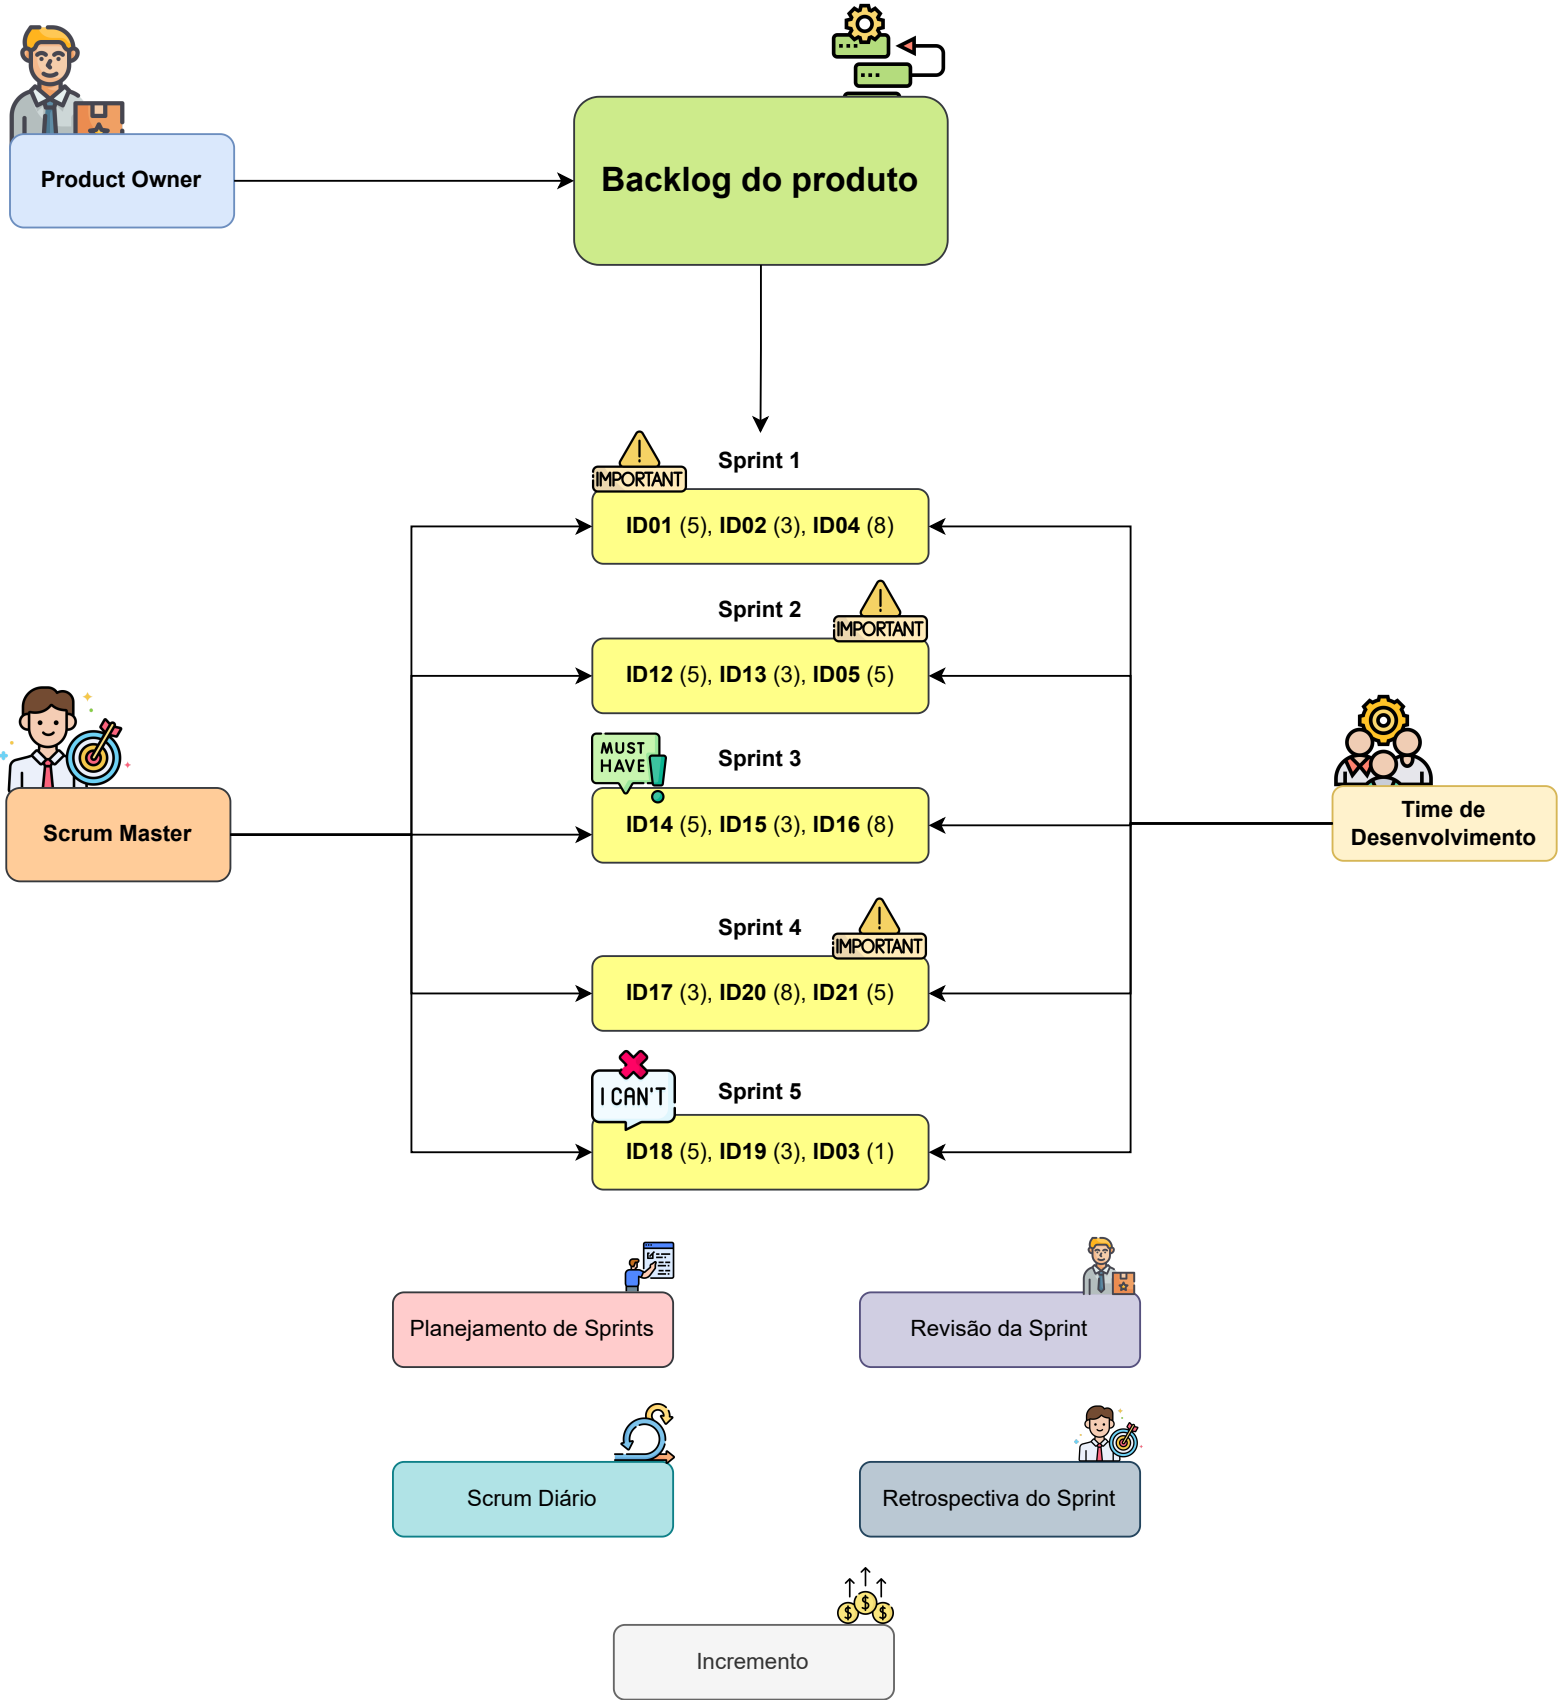 Product Owner
Backlog do produto
Sprint 1
IMPORTANT
ID01 (5), ID02 (3), ID04 (8)
Sprint 2
IMPORTANT
ID12 (5), ID13 (3), ID05 (5)
MUST
HAVE
Sprint 3
ID14 (5), ID15 (3), ID16 (8)
Scrum Master
Time de
Desenvolvimento
Sprint 4
IMPORTANT
ID17 (3), ID20 (8), ID21 (5)
I CAN'T
Sprint 5
ID18 (5), ID19 (3), ID03 (1)
Planejamento de Sprints
Revisão da Sprint
Scrum Diário
Retrospectiva do Sprint
$ $ $
Incremento